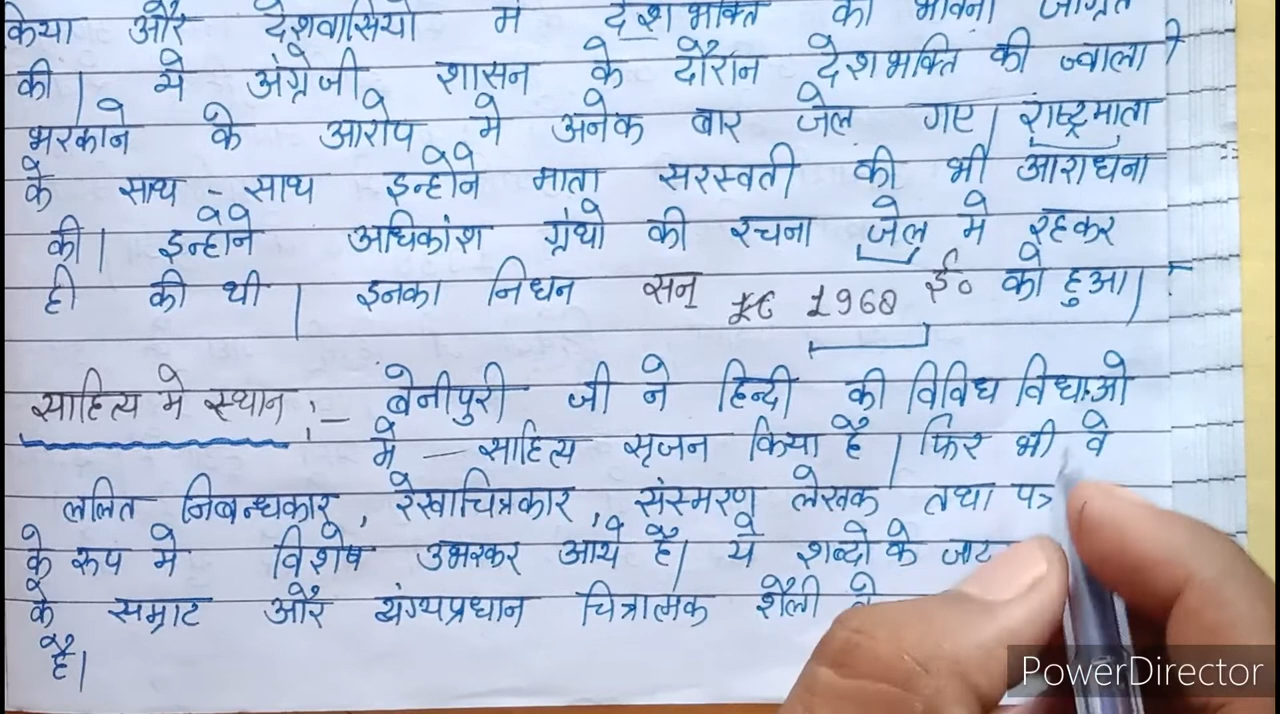 किया और देशवासियो मे देशभक्ति की भावना जाग्रत
की। ये अंग्रेजी शासन के दौरान देशभक्ति की ज्वाला
भरकाने के आरोप मे अनेक बार जेल गए। राष्ट्रमाता
के साथ - साथ इन्होने माता सरस्वती की भी आराधना
की। इन्होने अधिकांश ग्रंथो की रचना जेल मे रहकर
ही की थी। इनका निधन सन् 1968 ई० को हुआ।
साहित्य मे स्थान :- बेनीपुरी जी ने हिन्दी की विविध विधाओ
मे - साहित्य सृजन किया है। फिर भी वे
ललित निबन्धकार, रेखाचित्रकार, संस्मरण लेखक तथा पत्र
के रूप मे विशेष उभरकर आये है। ये शब्दो के
के सम्राट और व्यंग्यप्रधान चित्रात्मक शैली
है।
PowerDirector